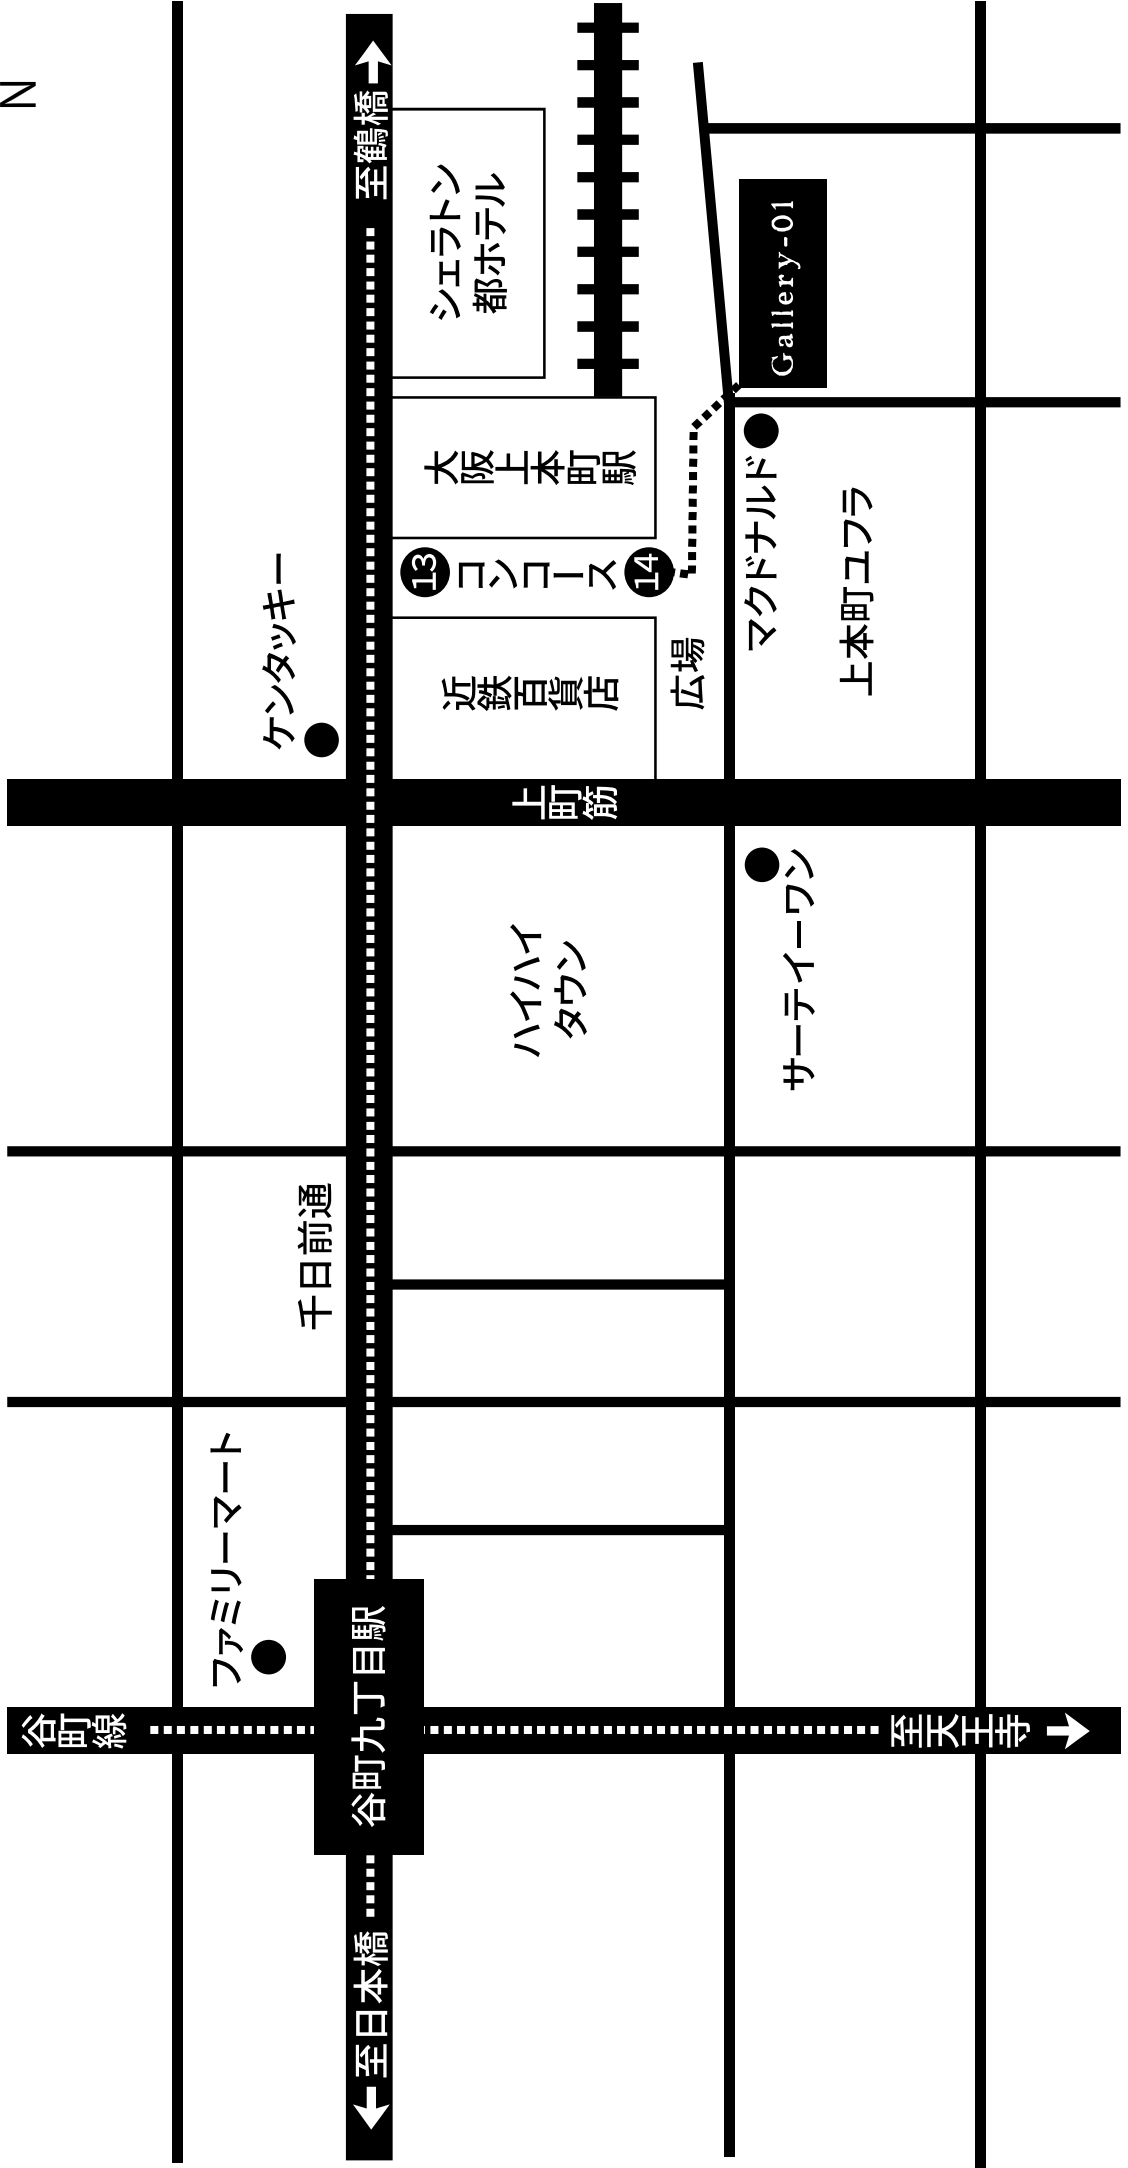 N
至鶴橋
シェラトン
都ホテル
Gallery-01
大阪上本町駅
13
コンコース
14
マクドナルド
上本町ユフラ
ケンタッキー
近鉄百貨店
広場
上町筋
ハイハイ
タウン
サーティーワン
千日前通
ファミリーマート
谷町線
谷町九丁目駅
至天王寺
至日本橋